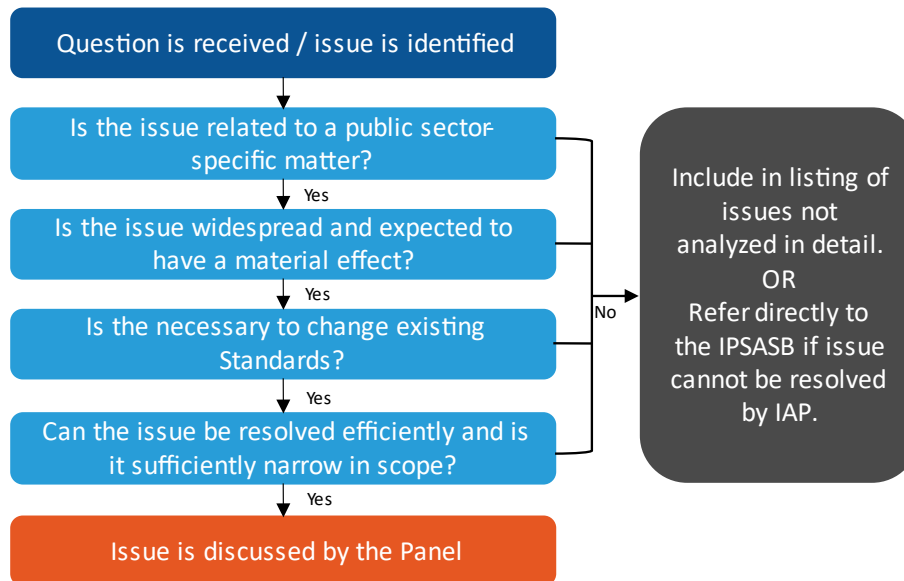 Question is received / issue is identified
Is the issue related to a public sector-
specific matter?
Yes
Is the issue widespread and expected to
have a material effect?
Yes
Is the necessary to change existing
Standards?
Yes
Can the issue be resolved efficiently and is
it sufficiently narrow in scope?
Yes
Issue is discussed by the Panel
No
Include in listing of
issues not
analyzed in detail.
OR
Refer directly to
the IPSASB if issue
cannot be resolved
by IAP.